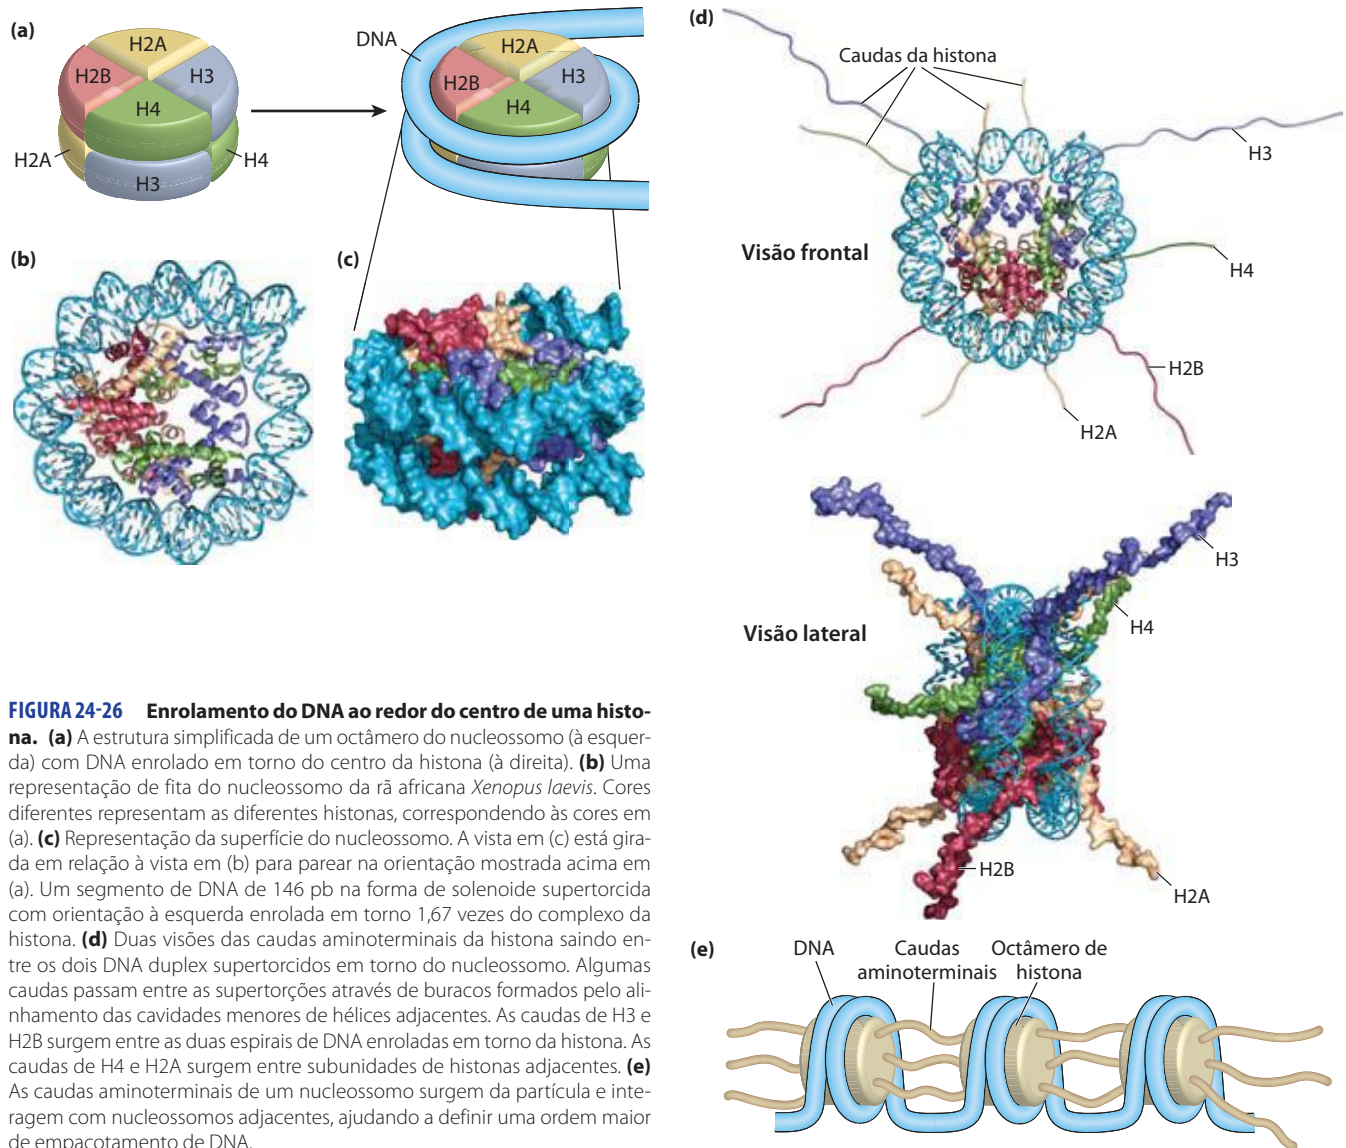 (a)
H2A
H2B
H3
H4
H2A
H4
H3
DNA
H2A
H2B
H3
H4
(b)
(c)
FIGURA 24-26 Enrolamento do DNA ao redor do centro de uma histo-
na. (a) A estrutura simplificada de um octâmero do nucleossomo (à esquer-
da) com DNA enrolado em torno do centro da histona (à direita). (b) Uma
representação de fita do nucleossomo da rã africana Xenopus laevis. Cores
diferentes representam as diferentes histonas, correspondendo às cores em
(a). (c) Representação da superfície do nucleossomo. A vista em (c) está gira-
da em relação à vista em (b) para parear na orientação mostrada acima em
(a). Um segmento de DNA de 146 pb na forma de solenoide supertorcida
com orientação à esquerda enrolada em torno 1,67 vezes do complexo da
histona. (d) Duas visões das caudas aminoterminais da histona saindo en-
tre os dois DNA duplex supertorcidos em torno do nucleossomo. Algumas
caudas passam entre as supertorções através de buracos formados pelo ali-
nhamento das cavidades menores de hélices adjacentes. As caudas de H3 e
H2B surgem entre as duas espirais de DNA enroladas em torno da histona. As
caudas de H4 e H2A surgem entre subunidades de histonas adjacentes. (e)
As caudas aminoterminais de um nucleossomo surgem da partícula e inte-
ragem com nucleossomos adjacentes, ajudando a definir uma ordem maior
de empacotamento de DNA.
(d)
Caudas da histona
H3
Visão frontal
H4
H2B
H2A
H3
H4
Visão lateral
H2B
H2A
(e)
DNA
Caudas
aminoterminais
Octâmero de
histona